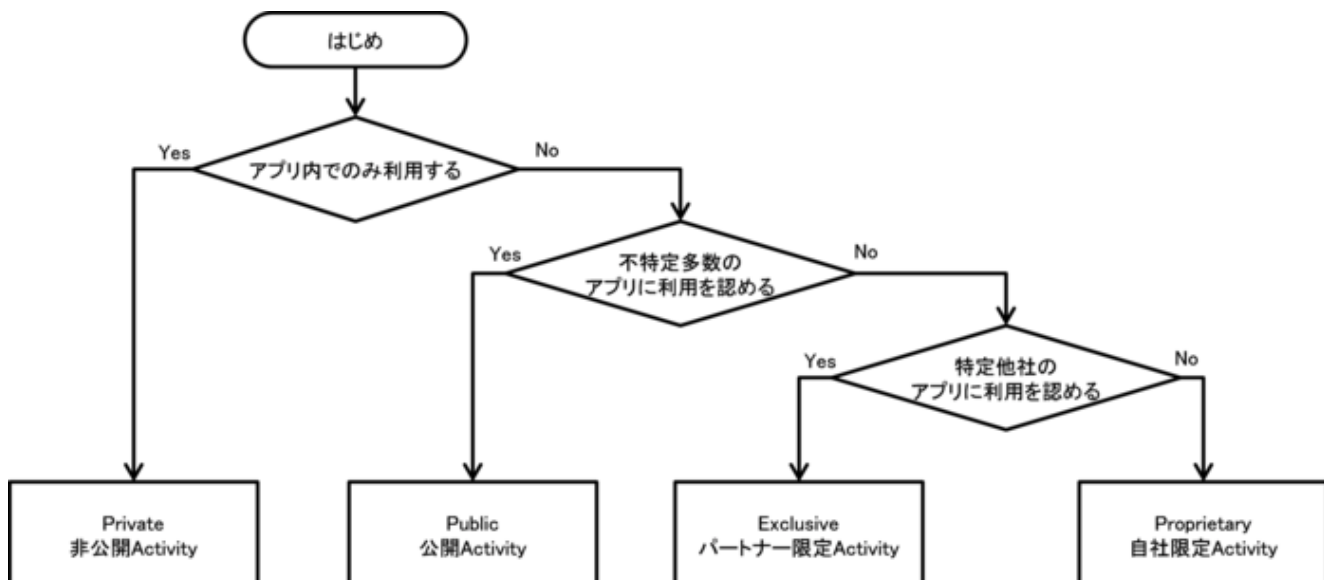 はじめ
Yes
アプリ内でのみ利用する
No
Yes
不特定多数の
アプリに利用を認める
No
Yes
特定他社の
アプリに利用を認める
No
Private
非公開Activity
Public
公開Activity
Exclusive
パートナー限定Activity
Proprietary
自社限定Activity